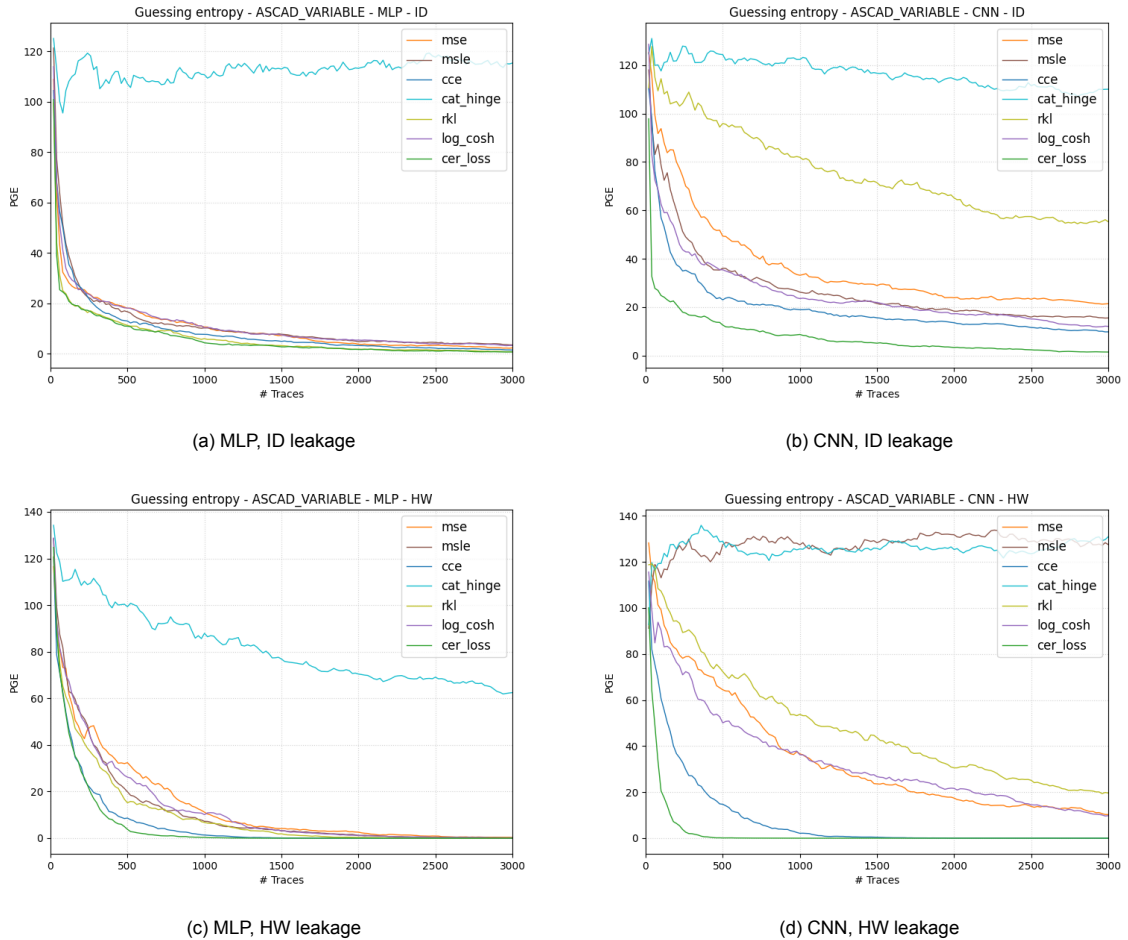 Guessing entropy - ASCAD_VARIABLE - MLP - ID
PGE
120
100
80
60
40
20
0
0 500 1000 1500 2000 2500 3000
# Traces
mse
msle
cce
cat_hinge
rkl
log_cosh
cer_loss
(a) MLP, ID leakage
Guessing entropy - ASCAD_VARIABLE - CNN - ID
PGE
120
100
80
60
40
20
0
0 500 1000 1500 2000 2500 3000
# Traces
mse
msle
cce
cat_hinge
rkl
log_cosh
cer_loss
(b) CNN, ID leakage
Guessing entropy - ASCAD_VARIABLE - MLP - HW
PGE
140
120
100
80
60
40
20
0
0 500 1000 1500 2000 2500 3000
# Traces
mse
msle
cce
cat_hinge
rkl
log_cosh
cer_loss
(c) MLP, HW leakage
Guessing entropy - ASCAD_VARIABLE - CNN - HW
PGE
140
120
100
80
60
40
20
0
0 500 1000 1500 2000 2500 3000
# Traces
mse
msle
cce
cat_hinge
rkl
log_cosh
cer_loss
(d) CNN, HW leakage